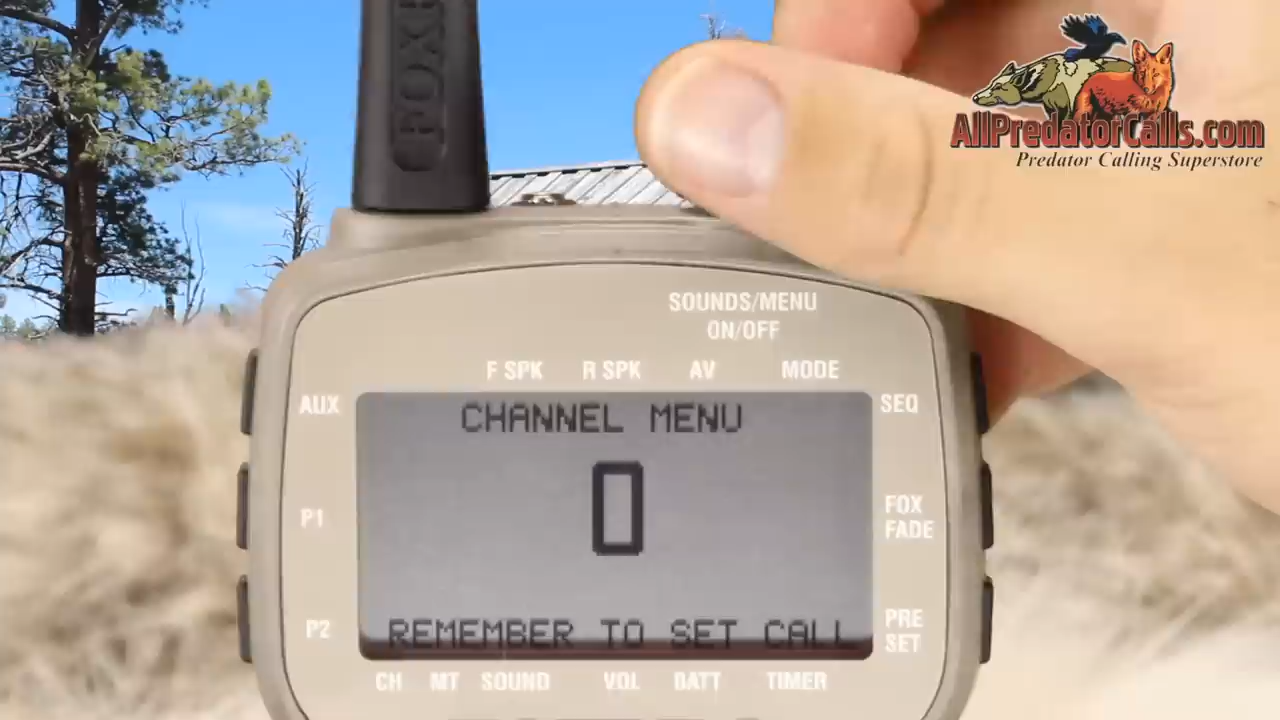 AllPredatorCalls.com
Predator Calling Superstore
SOUNDS/MENU
ON/OFF
F SPK R SPK AV MODE
AUX SEQ
CHANNEL MENU
0
P1 FOX
FADE
P2 PRE
SET
REMEMBER TO SET CALL
CH MT SOUND VOL BATT TIMER